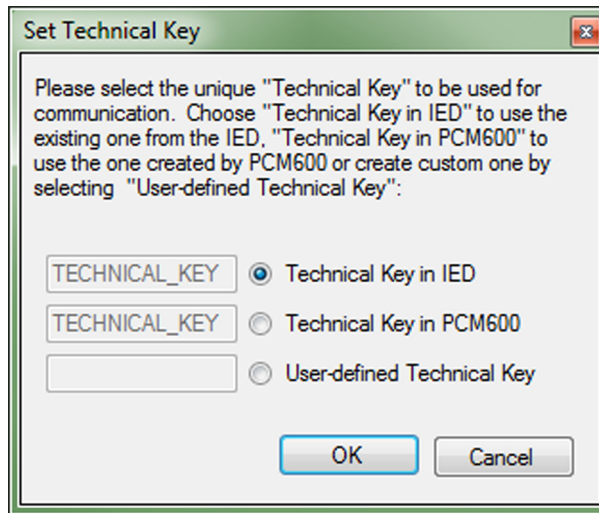 Set Technical Key
Please select the unique "Technical Key" to be used for
communication. Choose "Technical Key in IED" to use the
existing one from the IED, "Technical Key in PCM600" to
use the one created by PCM600 or create custom one by
selecting "User-defined Technical Key":
TECHNICAL_KEY Technical Key in IED
TECHNICAL_KEY Technical Key in PCM600
User-defined Technical Key
OK Cancel